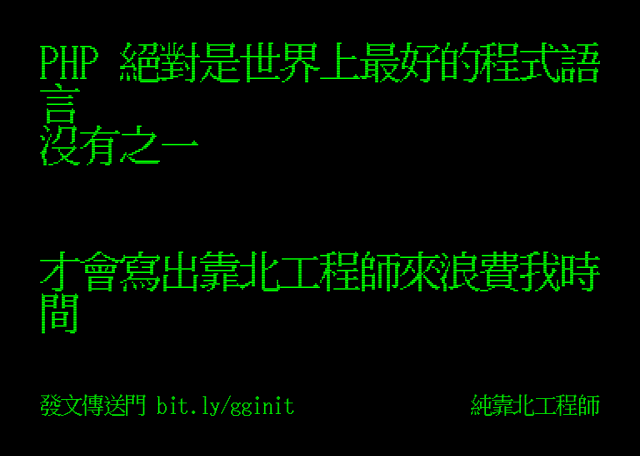 PHP 絕對是世界上最好的程式語
言
沒有之一
才會寫出靠北工程師來浪費我時
間
發文傳送門 bit.ly/gginit
純靠北工程師